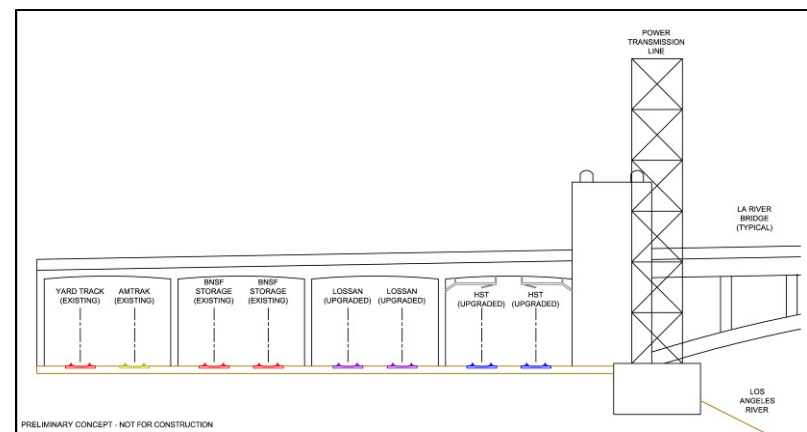 POWER
TRANSMISSION
LINE
LA RIVER
BRIDGE
(TYPICAL)
YARD TRACK
(EXISTING)
AMTRAK
(EXISTING)
BNSF
STORAGE
(EXISTING)
BNSF
STORAGE
(EXISTING)
LOSSAN
(UPGRADED)
LOSSAN
(UPGRADED)
HST
(UPGRADED)
HST
(UPGRADED)
LOS
ANGELES
RIVER
PRELIMINARY CONCEPT - NOT FOR CONSTRUCTION